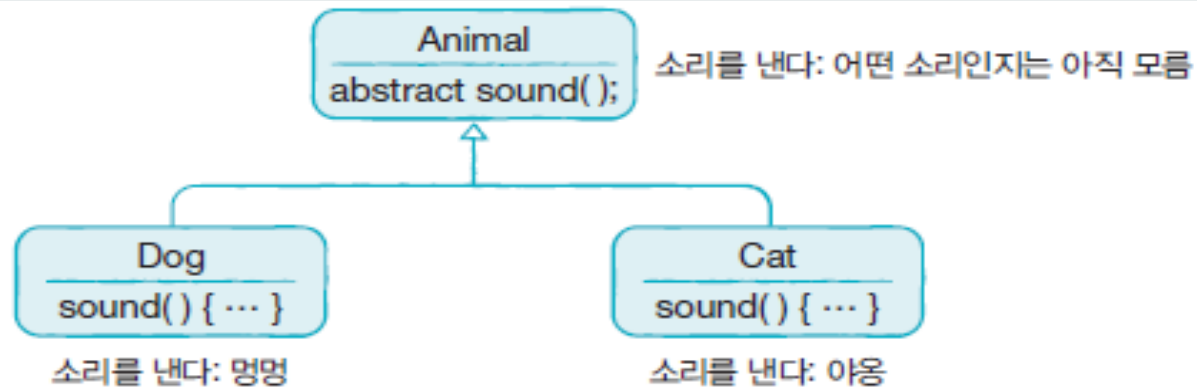 Animal
abstract sound( );
소리를 낸다: 어떤 소리인지는 아직 모름
Dog
sound( ) { ··· }
소리를 낸다: 멍멍
Cat
sound( ) { ··· }
소리를 낸다: 야옹